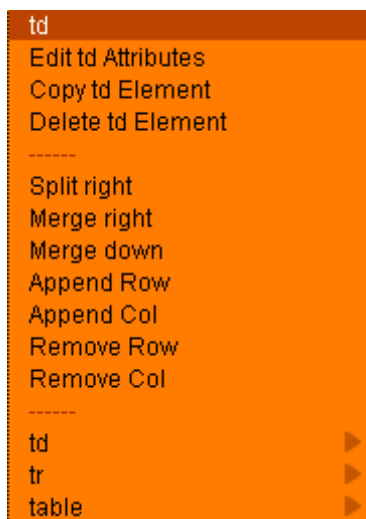 td
Edit td Attributes
Copy td Element
Delete td Element
------
Split right
Merge right
Merge down
Append Row
Append Col
Remove Row
Remove Col
------
td
tr
table